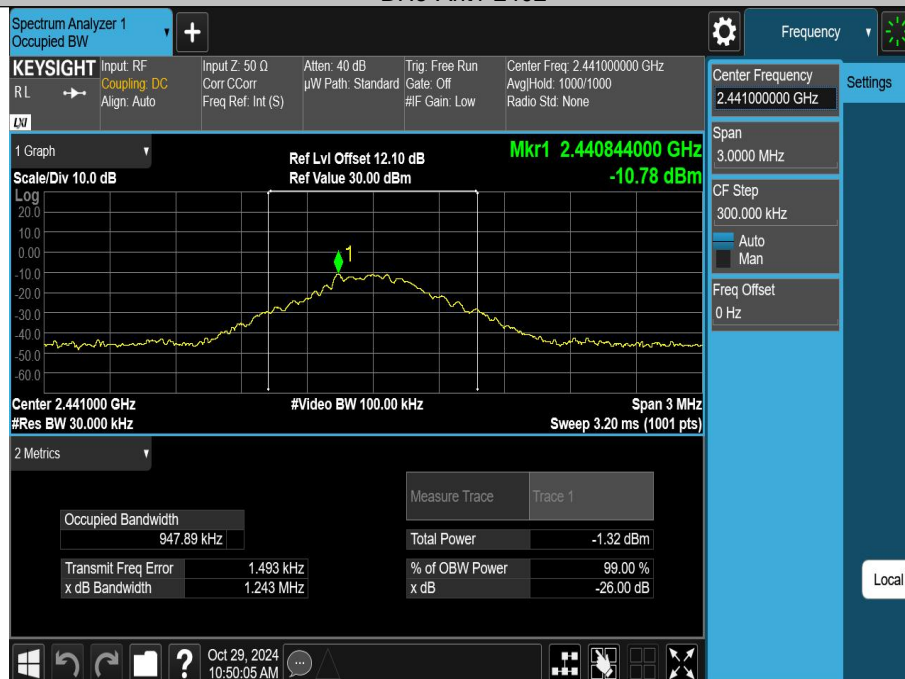 Spectrum Analyzer 1
Occupied BW
Frequency
KEYSIGHT
RL
LXI
Input: RF
Coupling: DC
Align: Auto
Input Z: 50 Ω
Corr CCorr
Freq Ref: Int (S)
Atten: 40 dB
µW Path: Standard
Trig: Free Run
Gate: Off
#IF Gain: Low
Center Freq: 2.441000000 GHz
Avg|Hold: 1000/1000
Radio Std: None
Center Frequency
2.441000000 GHz
Settings
Span
3.0000 MHz
CF Step
300.000 kHz
Auto
Man
Freq Offset
0 Hz
Local
1 Graph
Scale/Div 10.0 dB
Ref Lvl Offset 12.10 dB
Ref Value 30.00 dBm
Mkr1 2.440844000 GHz
-10.78 dBm
Log
20.0
10.0
0.00
-10.0
-20.0
-30.0
-40.0
-50.0
-60.0
1
Center 2.441000 GHz
#Video BW 100.00 kHz
Span 3 MHz
#Res BW 30.000 kHz
Sweep 3.20 ms (1001 pts)
2 Metrics
Measure Trace
Trace 1
Occupied Bandwidth
947.89 kHz
Total Power
-1.32 dBm
Transmit Freq Error
1.493 kHz
% of OBW Power
99.00 %
x dB Bandwidth
1.243 MHz
x dB
-26.00 dB
?
Oct 29, 2024
10:50:05 AM